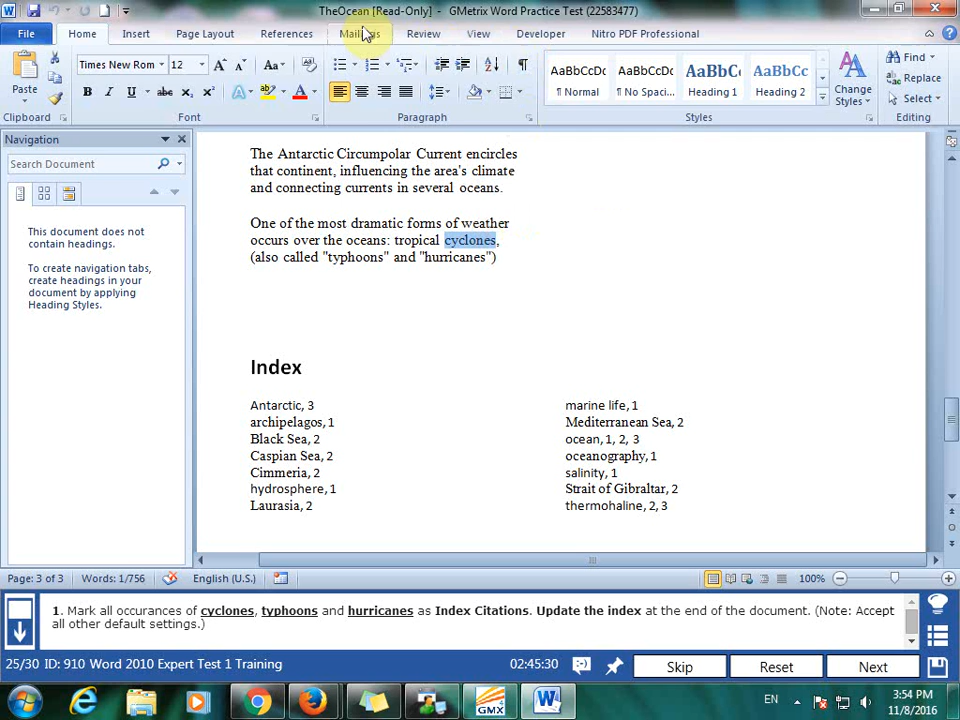 TheOcean [Read-Only] - GMetrix Word Practice Test (22583477)
File Home Insert Page Layout References Mailings Review View Developer Nitro PDF Professional
Paste
Times New Rom 12
AaBbCcDc AaBbCcDc AaBbCc AaBbCc
¶ Normal ¶ No Spaci... Heading 1 Heading 2
Change Styles
Find
Replace
Select
Clipboard Font Paragraph Styles Editing
Navigation
Search Document
This document does not
contain headings.
To create navigation tabs,
create headings in your
document by applying
Heading Styles.
The Antarctic Circumpolar Current encircles
that continent, influencing the area's climate
and connecting currents in several oceans.
One of the most dramatic forms of weather
occurs over the oceans: tropical cyclones,
(also called "typhoons" and "hurricanes")
Index
Antarctic, 3
archipelagos, 1
Black Sea, 2
Caspian Sea, 2
Cimmeria, 2
hydrosphere, 1
Laurasia, 2
marine life, 1
Mediterranean Sea, 2
ocean, 1, 2, 3
oceanography, 1
salinity, 1
Strait of Gibraltar, 2
thermohaline, 2, 3
Page: 3 of 3 Words: 1/756 English (U.S.) 100%
1. Mark all occurances of cyclones, typhoons and hurricanes as Index Citations. Update the index at the end of the document. (Note: Accept
all other default settings.)
25/30 ID: 910 Word 2010 Expert Test 1 Training 02:45:30 Skip Reset Next
EN 3:54 PM
11/8/2016